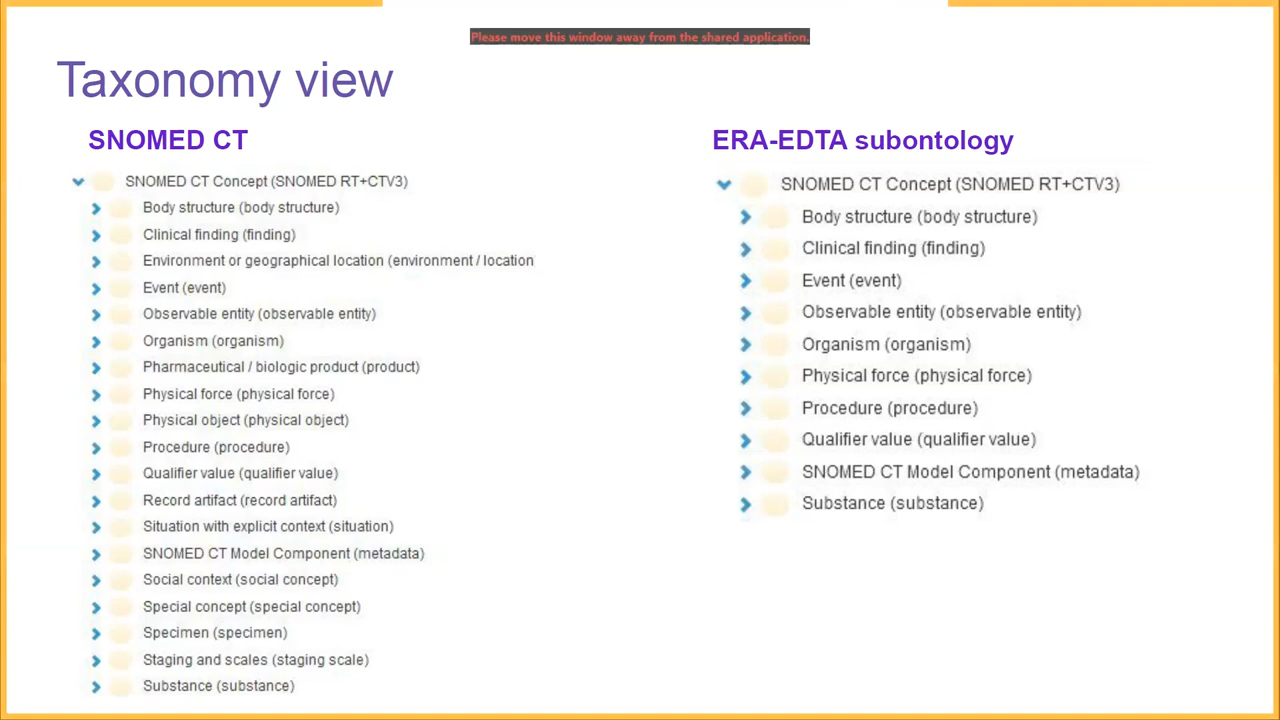 Please move this window away from the shared application.
Taxonomy view
SNOMED CT
SNOMED CT Concept (SNOMED RT+CTV3)
Body structure (body structure)
Clinical finding (finding)
Environment or geographical location (environment / location
Event (event)
Observable entity (observable entity)
Organism (organism)
Pharmaceutical / biologic product (product)
Physical force (physical force)
Physical object (physical object)
Procedure (procedure)
Qualifier value (qualifier value)
Record artifact (record artifact)
Situation with explicit context (situation)
SNOMED CT Model Component (metadata)
Social context (social concept)
Special concept (special concept)
Specimen (specimen)
Staging and scales (staging scale)
Substance (substance)
ERA-EDTA subontology
SNOMED CT Concept (SNOMED RT+CTV3)
Body structure (body structure)
Clinical finding (finding)
Event (event)
Observable entity (observable entity)
Organism (organism)
Physical force (physical force)
Procedure (procedure)
Qualifier value (qualifier value)
SNOMED CT Model Component (metadata)
Substance (substance)